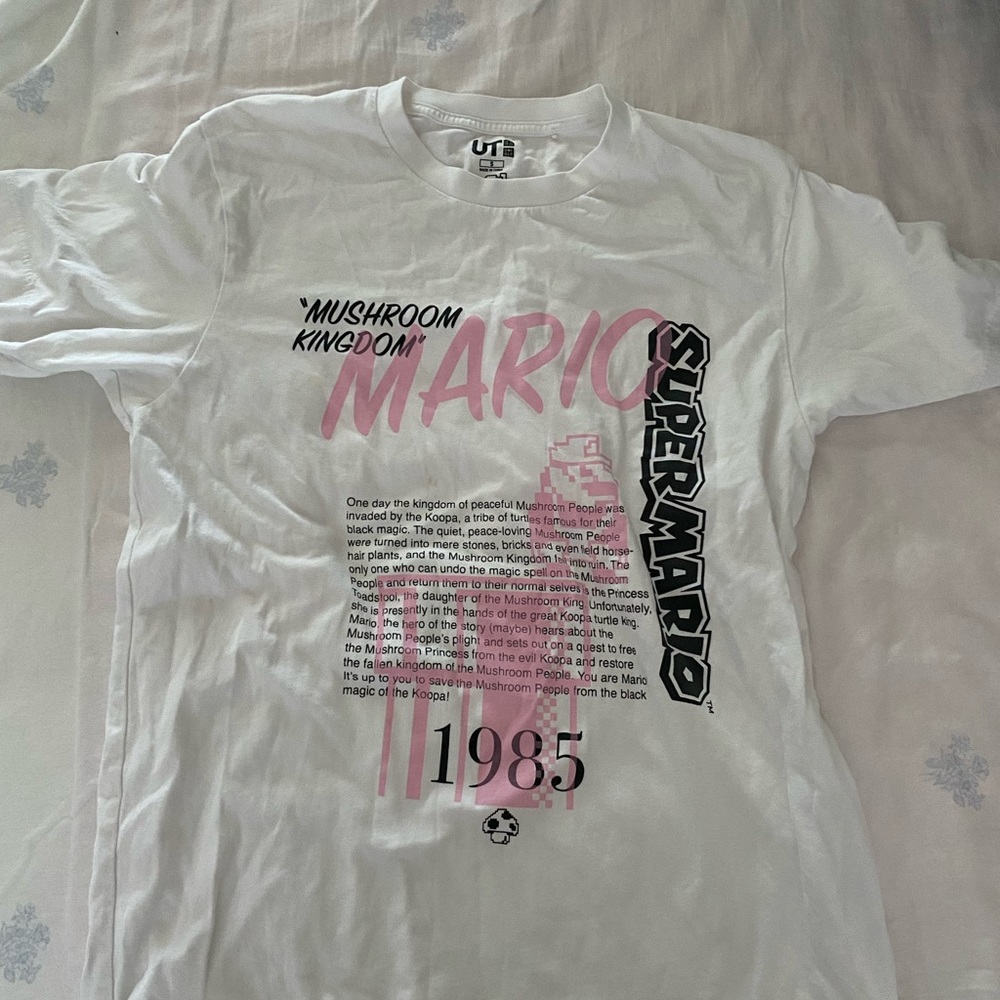 UT
S
"MUSHROOM
KINGDOM"
MARIO
SUPER MARIO
TM
One day the kingdom of peaceful Mushroom People was
invaded by the Koopa, a tribe of turtles famous for their
black magic. The quiet, peace-loving Mushroom People
were turned into mere stones, bricks and even field horse-
hair plants, and the Mushroom Kingdom fell into ruin. The
only one who can undo the magic spell on the Mushroom
People and return them to their normal selves is the Princess
Toadstool, the daughter of the Mushroom King. Unfortunately,
she is presently in the hands of the great Koopa turtle king.
Mario, the hero of the story (maybe) hears about the
Mushroom People's plight and sets out on a quest to free
the Mushroom Princess from the evil Koopa and restore
the fallen kingdom of the Mushroom People. You are Mario
It's up to you to save the Mushroom People from the black
magic of the Koopa!
1985